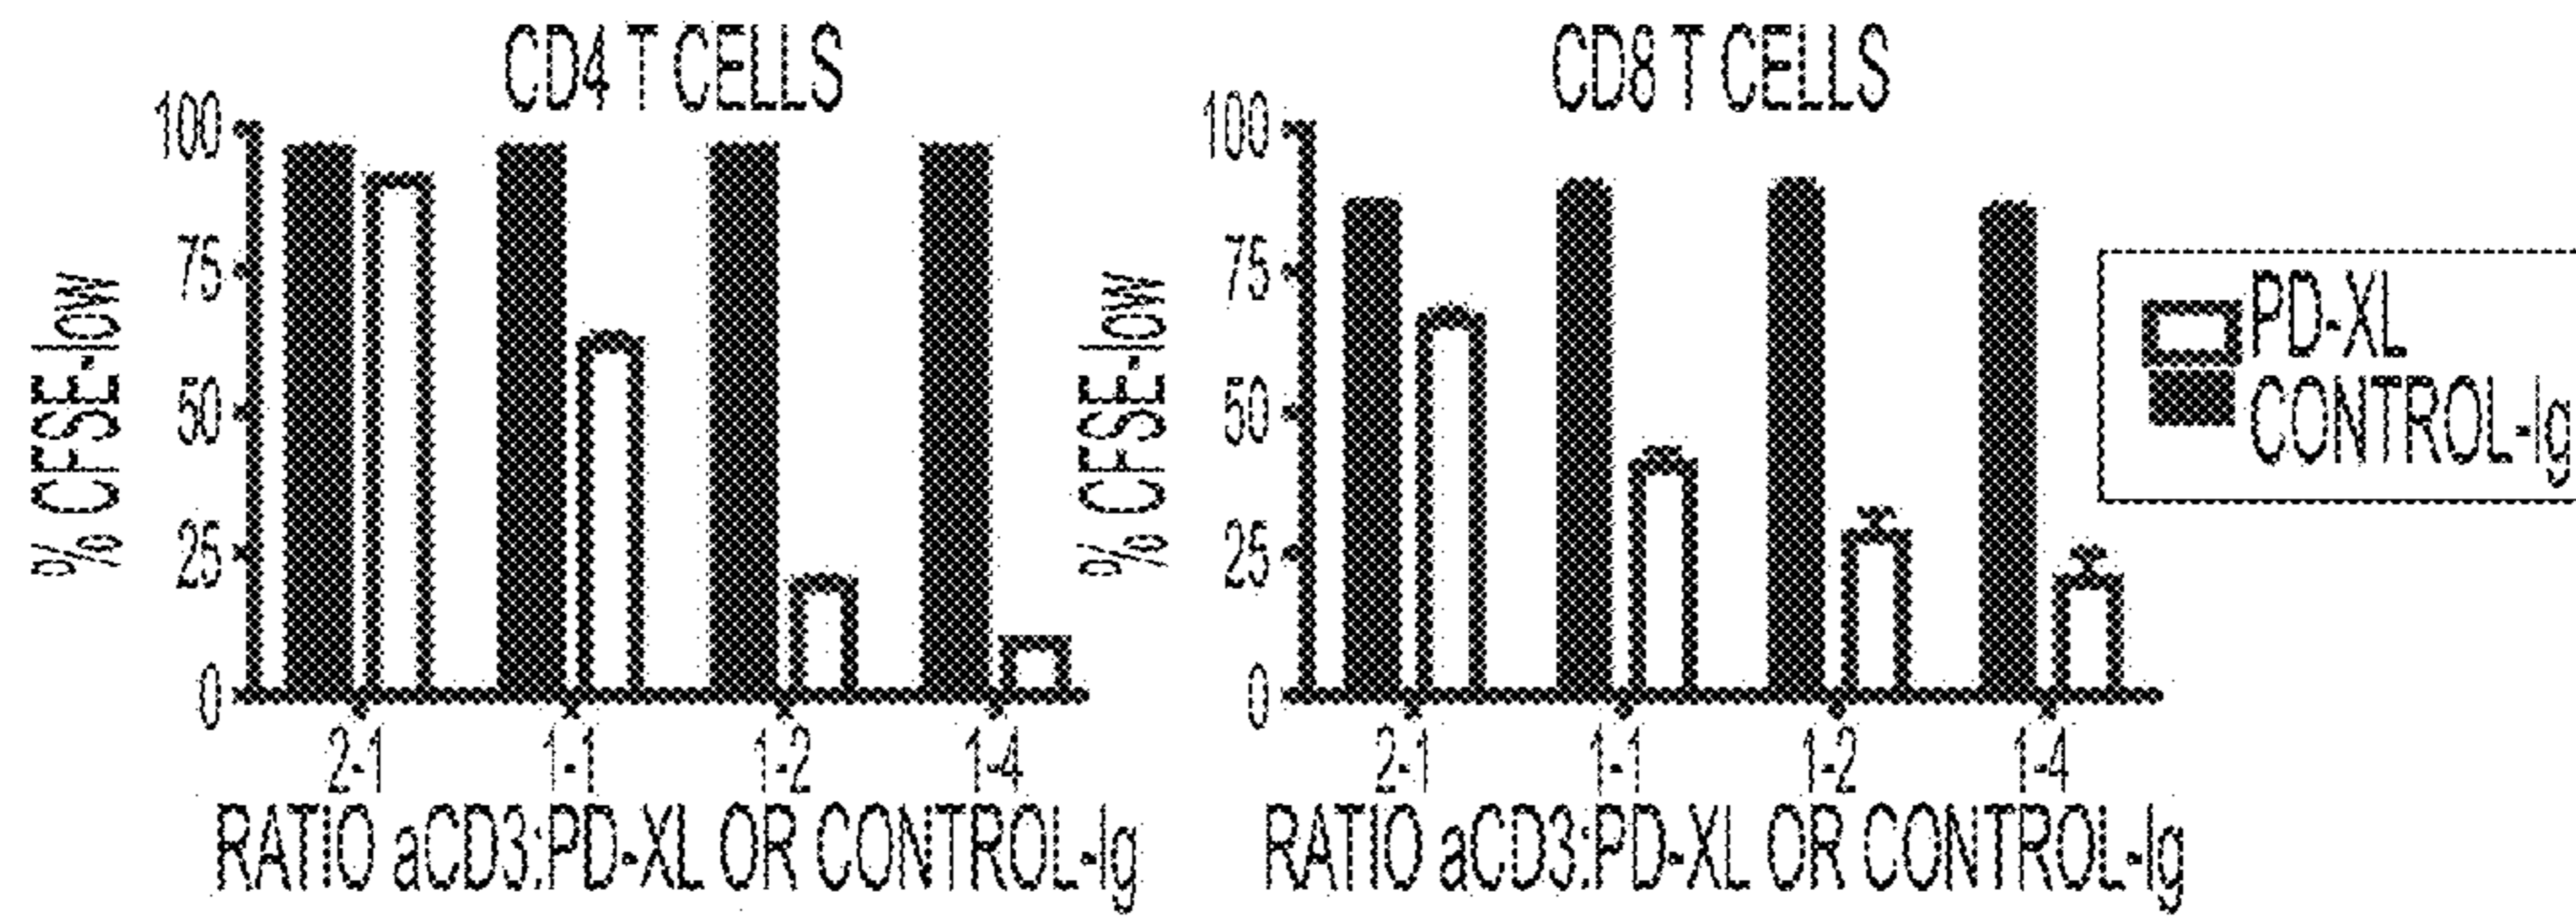 CD4 T CELLS
100
75
50
25
0
% CFSE-low
2-1 1-1 1-2 1-4
RATIO aCD3:PD-XL OR CONTROL-Ig
CD8 T CELLS
100
75
50
25
0
% CFSE-low
2-1 1-1 1-2 1-4
RATIO aCD3:PD-XL OR CONTROL-Ig
PD-XL
CONTROL-Ig